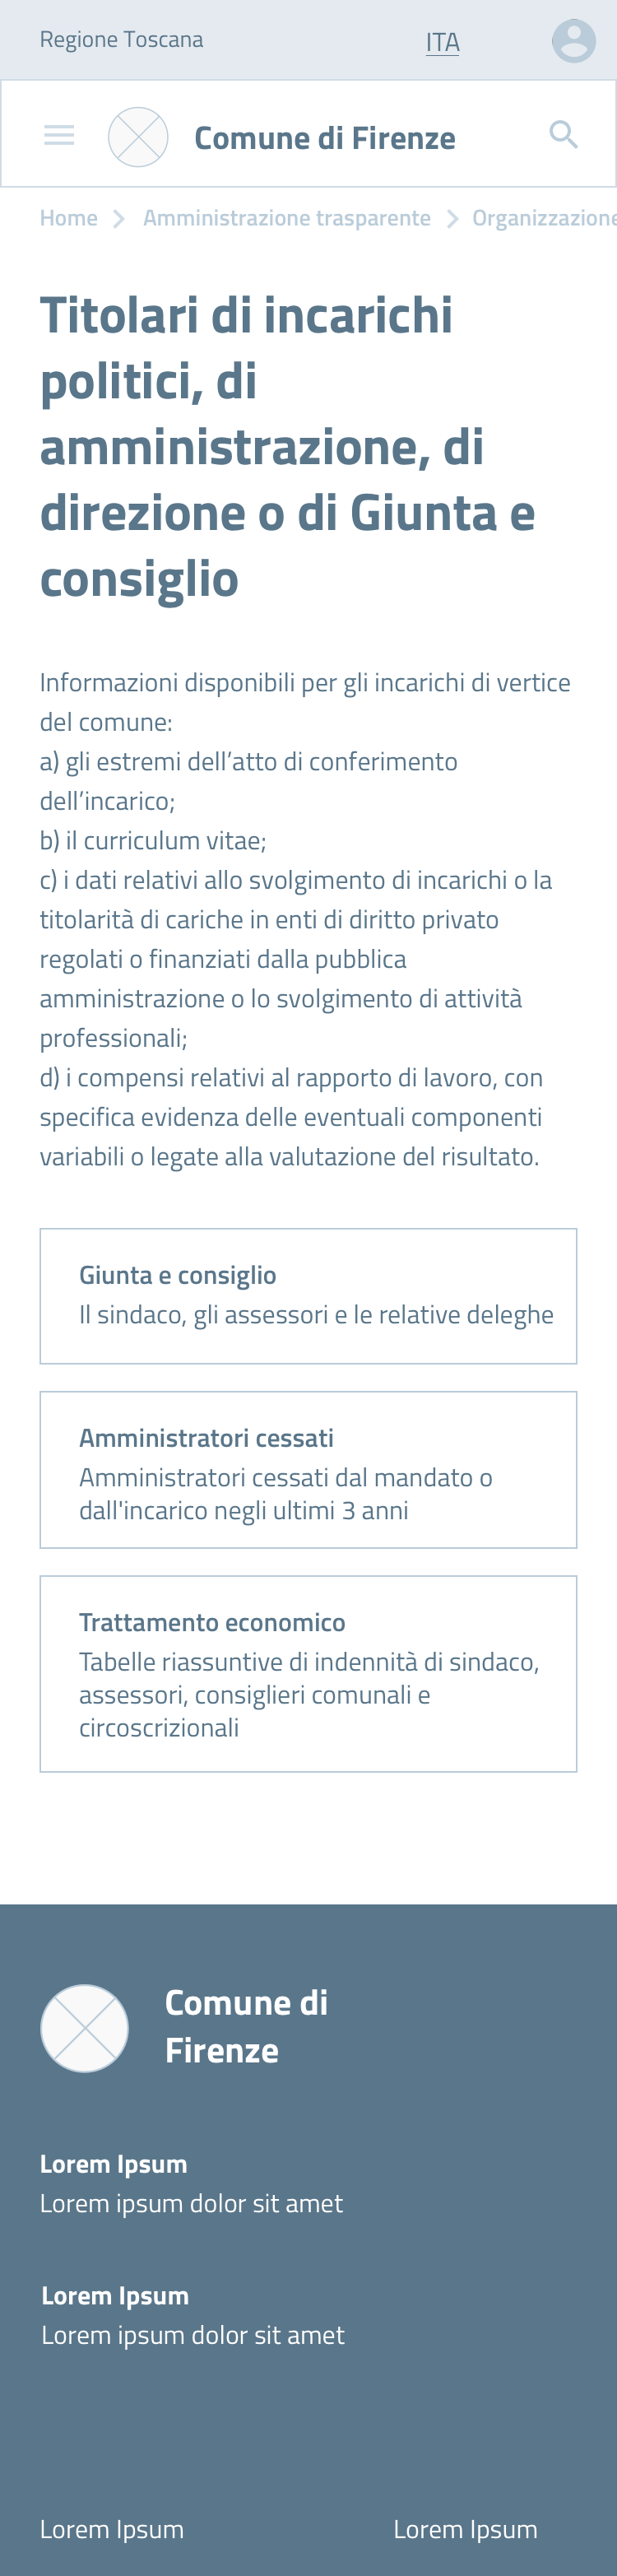 Regione Toscana
ITA
Comune di Firenze
Home > Amministrazione trasparente > Organizzazione
Titolari di incarichi
politici, di
amministrazione, di
direzione o di Giunta e
consiglio
Informazioni disponibili per gli incarichi di vertice
del comune:
a) gli estremi dell’atto di conferimento
dell’incarico;
b) il curriculum vitae;
c) i dati relativi allo svolgimento di incarichi o la
titolarità di cariche in enti di diritto privato
regolati o finanziati dalla pubblica
amministrazione o lo svolgimento di attività
professionali;
d) i compensi relativi al rapporto di lavoro, con
specifica evidenza delle eventuali componenti
variabili o legate alla valutazione del risultato.
Giunta e consiglio
Il sindaco, gli assessori e le relative deleghe
Amministratori cessati
Amministratori cessati dal mandato o
dall'incarico negli ultimi 3 anni
Trattamento economico
Tabelle riassuntive di indennità di sindaco,
assessori, consiglieri comunali e
circoscrizionali
Comune di
Firenze
Lorem Ipsum
Lorem ipsum dolor sit amet
Lorem Ipsum
Lorem ipsum dolor sit amet
Lorem Ipsum
Lorem Ipsum